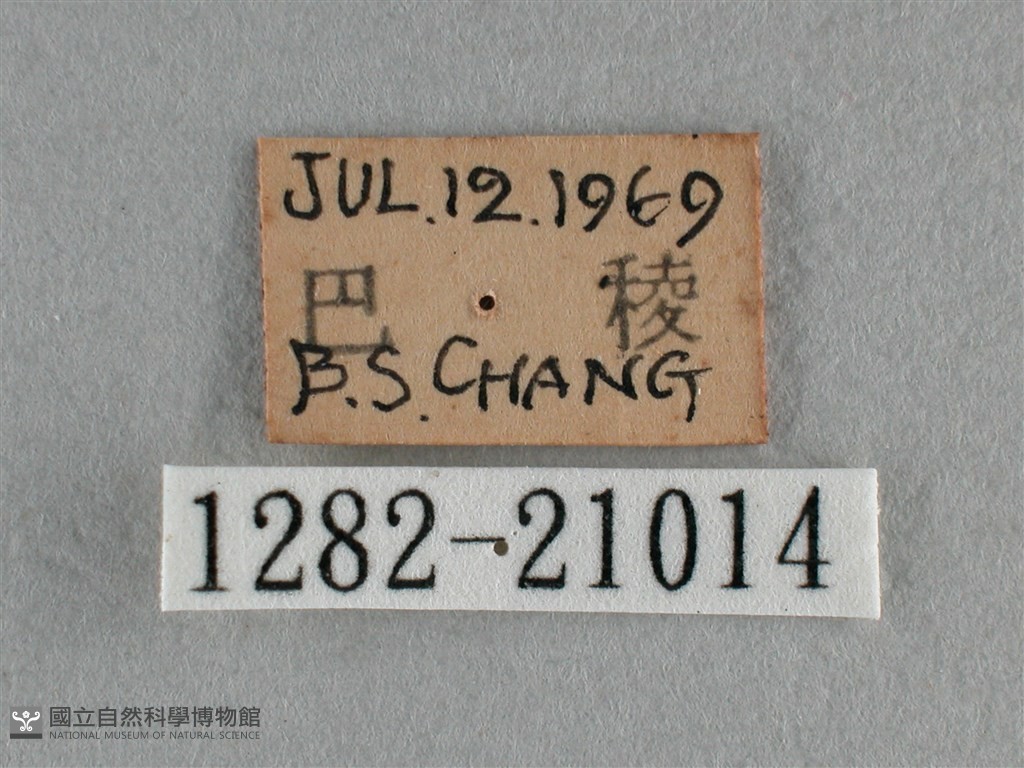 JUL.12.1969
巴 稜
B.S.CHANG
1282-21014
國立自然科學博物館
NATIONAL MUSEUM OF NATURAL SCIENCE